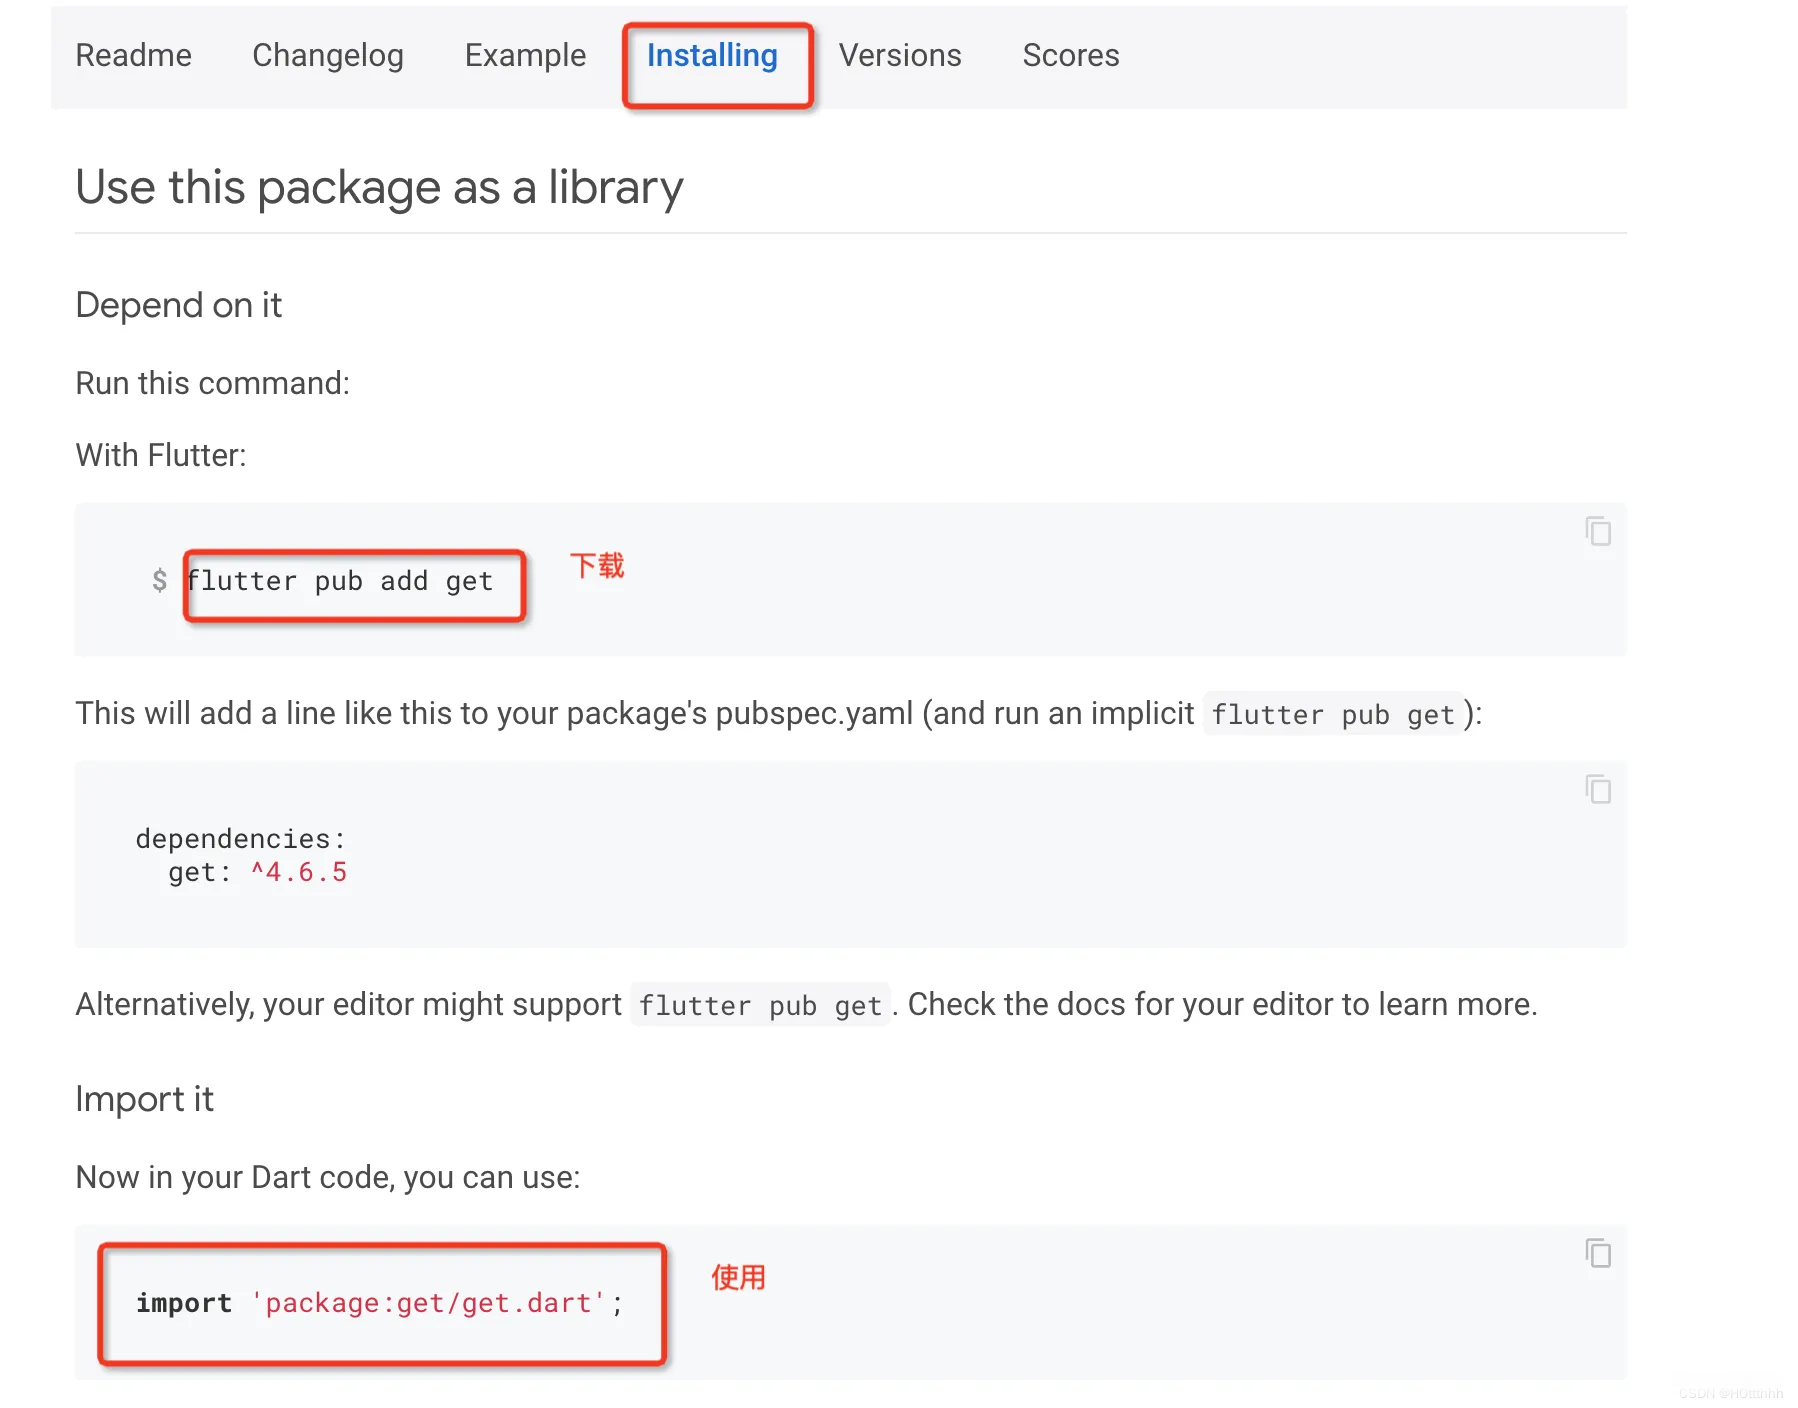 Readme Changelog Example Installing Versions Scores
Use this package as a library
Depend on it
Run this command:
With Flutter:
$ flutter pub add get 下载
This will add a line like this to your package's pubspec.yaml (and run an implicit flutter pub get):
dependencies:
  get: ^4.6.5
Alternatively, your editor might support flutter pub get. Check the docs for your editor to learn more.
Import it
Now in your Dart code, you can use:
import 'package:get/get.dart'; 使用